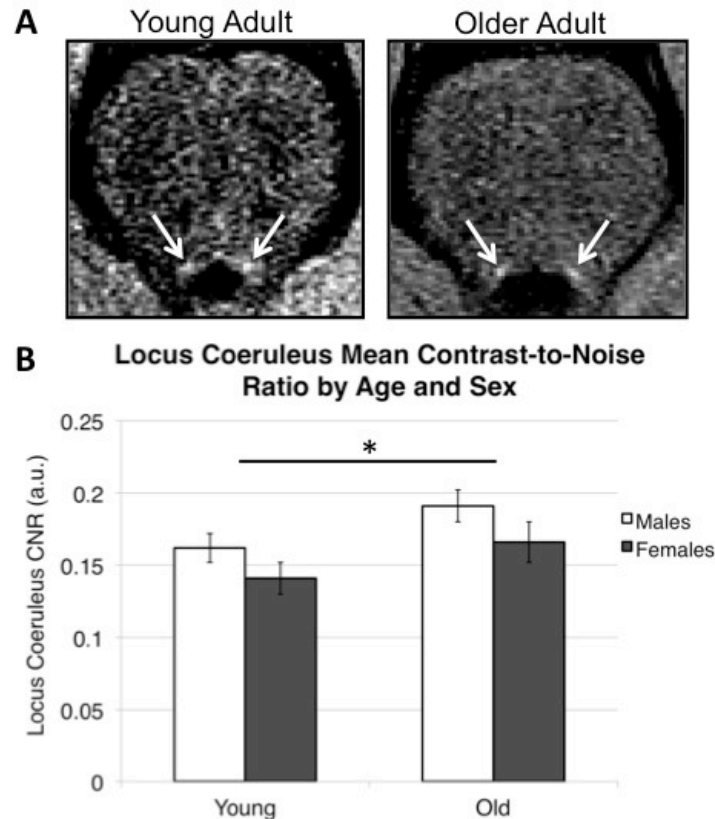 A
Young Adult
Older Adult
B
Locus Coeruleus Mean Contrast-to-Noise
Ratio by Age and Sex
Locus Coeruleus CNR (a.u.)
0.25
0.2
0.15
0.1
0.05
0
*
Males
Females
Young
Old